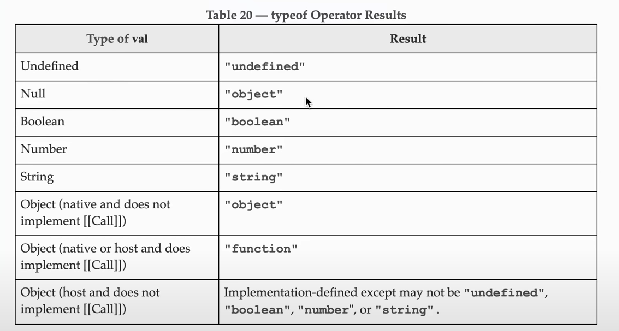 Table 20 — typeof Operator Results
Type of val Result
Undefined "undefined"
Null "object"
Boolean "boolean"
Number "number"
String "string"
Object (native and does not "object"
implement [[Call]])
Object (native or host and does "function"
implement [[Call]])
Object (host and does not Implementation-defined except may not be "undefined",
implement [[Call]]) "boolean", "number", or "string".